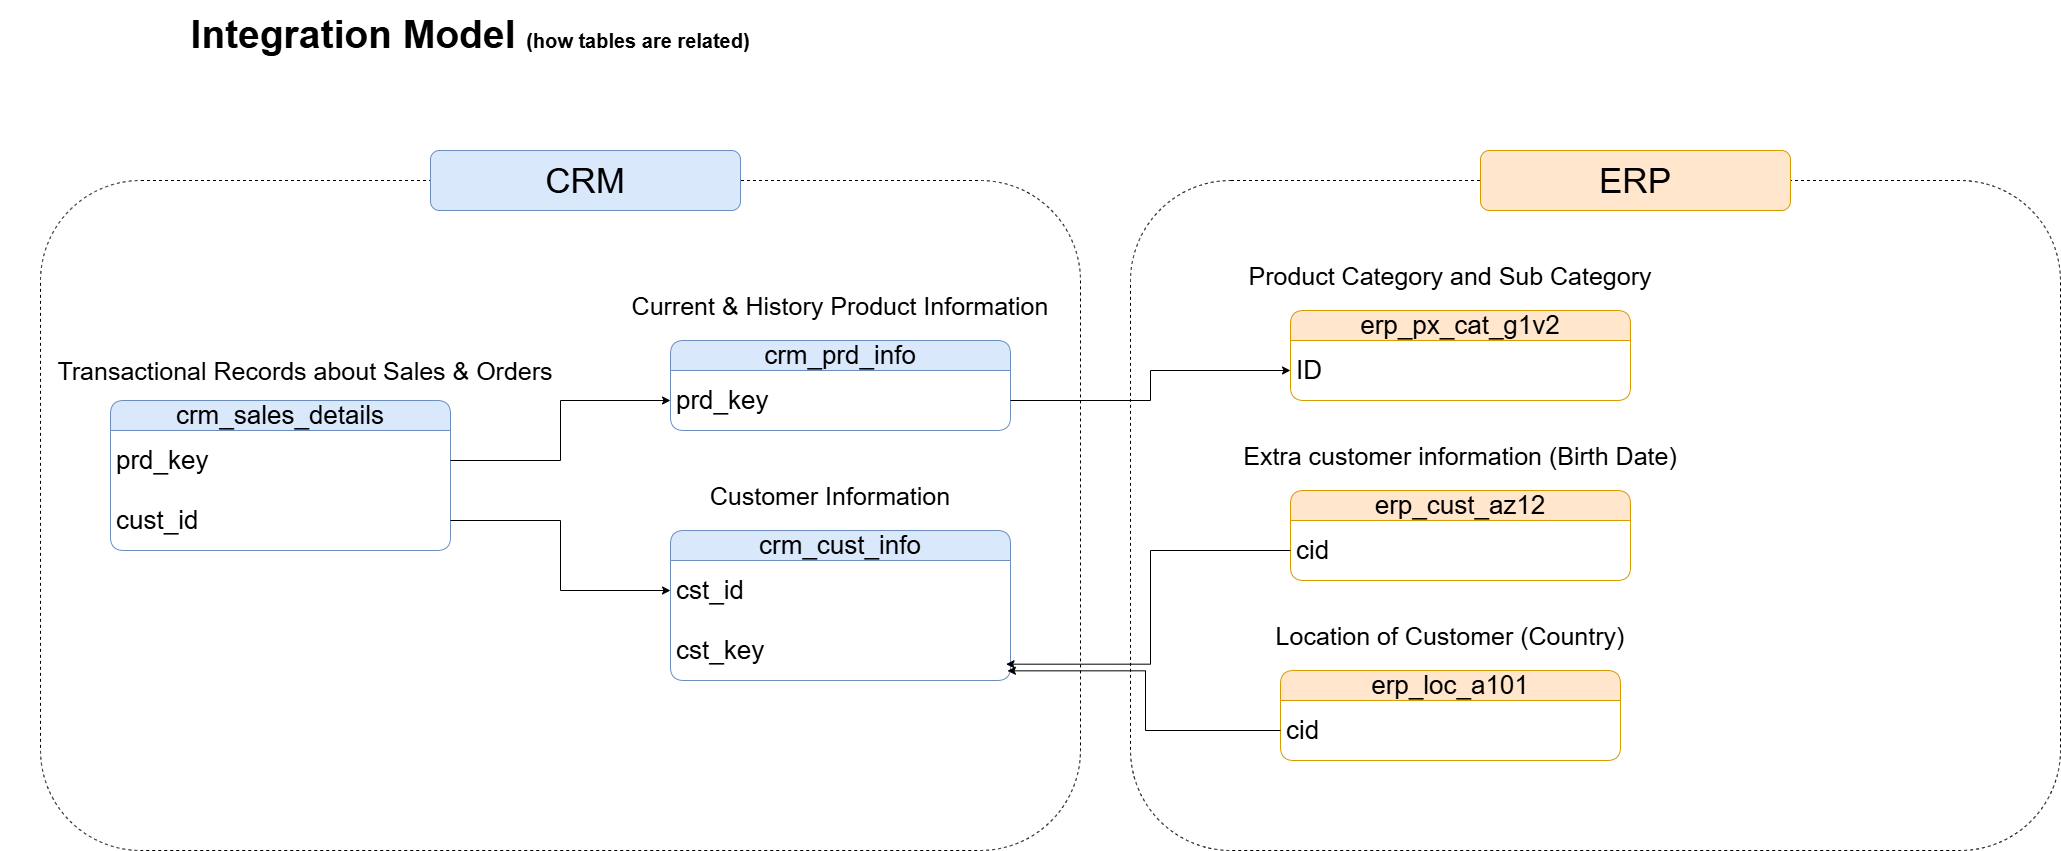 Integration Model (how tables are related)
CRM
Transactional Records about Sales & Orders
crm_sales_details
prd_key
cust_id
Current & History Product Information
crm_prd_info
prd_key
Customer Information
crm_cust_info
cst_id
cst_key
ERP
Product Category and Sub Category
erp_px_cat_g1v2
ID
Extra customer information (Birth Date)
erp_cust_az12
cid
Location of Customer (Country)
erp_loc_a101
cid